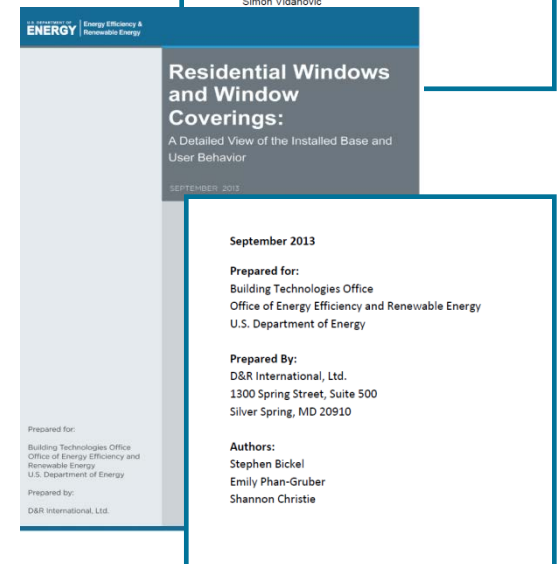 Simon Vidanovic
U.S. DEPARTMENT OF
ENERGY
Energy Efficiency &
Renewable Energy
Residential Windows
and Window
Coverings:
A Detailed View of the Installed Base and
User Behavior
SEPTEMBER 2013
September 2013
Prepared for:
Building Technologies Office
Office of Energy Efficiency and Renewable Energy
U.S. Department of Energy
Prepared By:
D&R International, Ltd.
1300 Spring Street, Suite 500
Silver Spring, MD 20910
Authors:
Stephen Bickel
Emily Phan-Gruber
Shannon Christie
Prepared for:
Building Technologies Office
Office of Energy Efficiency and
Renewable Energy
U.S. Department of Energy
Prepared by:
D&R International, Ltd.